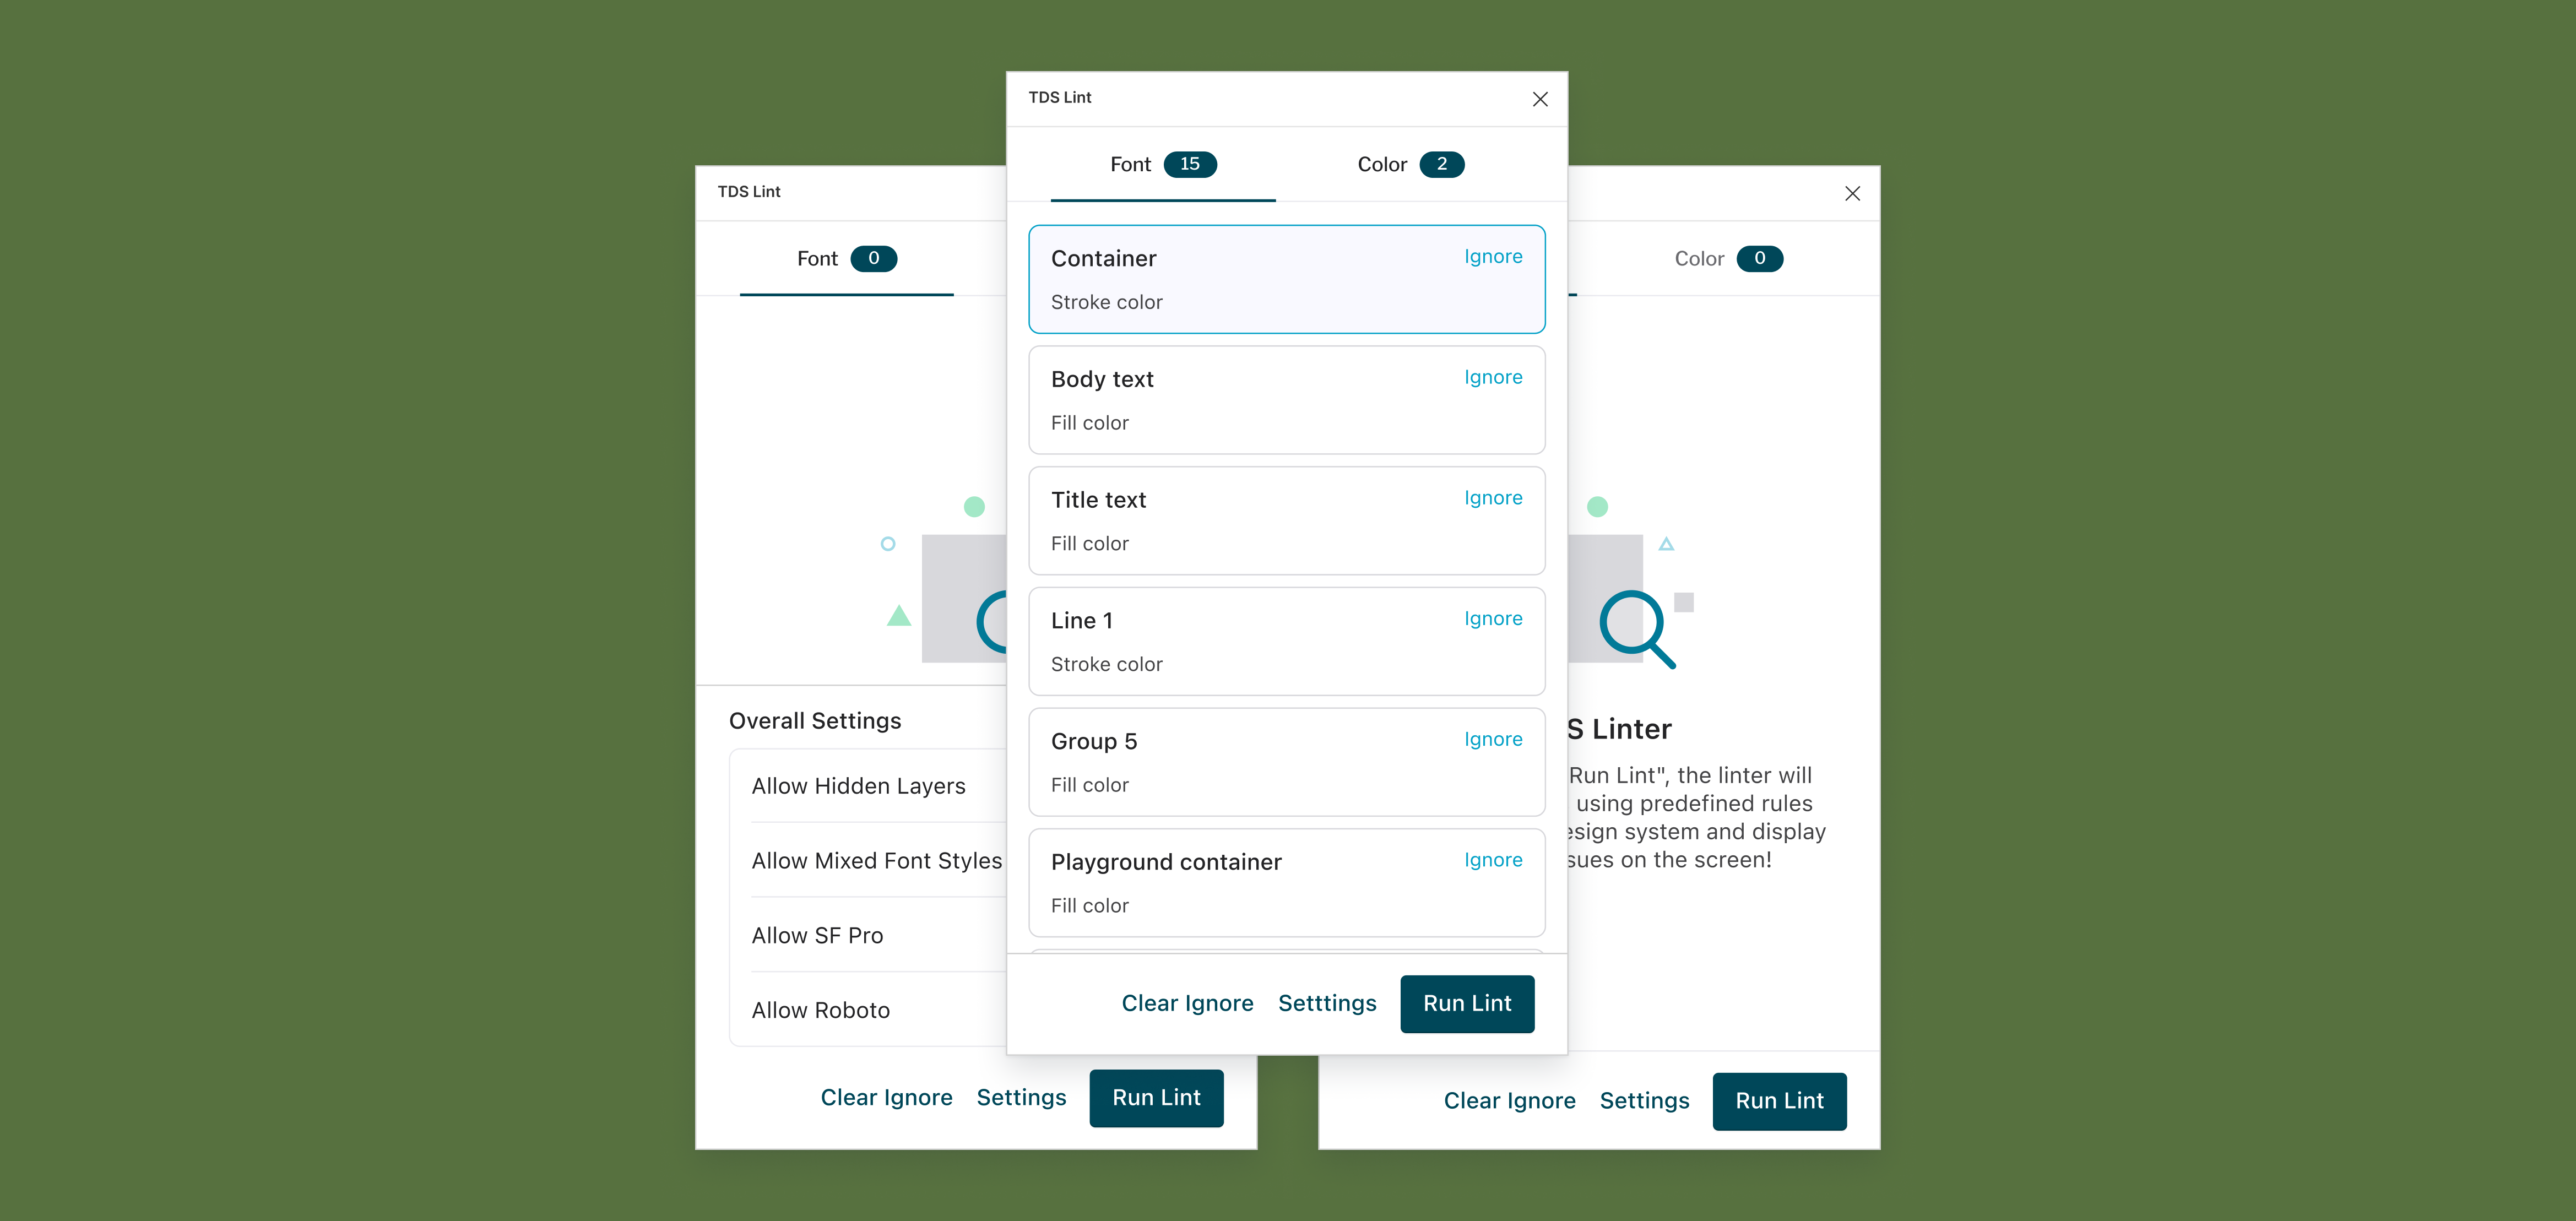 TDS Lint
Font 0
Overall Settings
Allow Hidden Layers
Allow Mixed Font Styles
Allow SF Pro
Allow Roboto
Clear Ignore Settings Run Lint
TDS Lint
Font 15 Color 2
Container Ignore
Stroke color
Body text Ignore
Fill color
Title text Ignore
Fill color
Line 1 Ignore
Stroke color
Group 5 Ignore
Fill color
Playground container Ignore
Fill color
Clear Ignore Setttings Run Lint
Color 0
S Linter
Run Lint", the linter will
using predefined rules
esign system and display
sues on the screen!
Clear Ignore Settings Run Lint